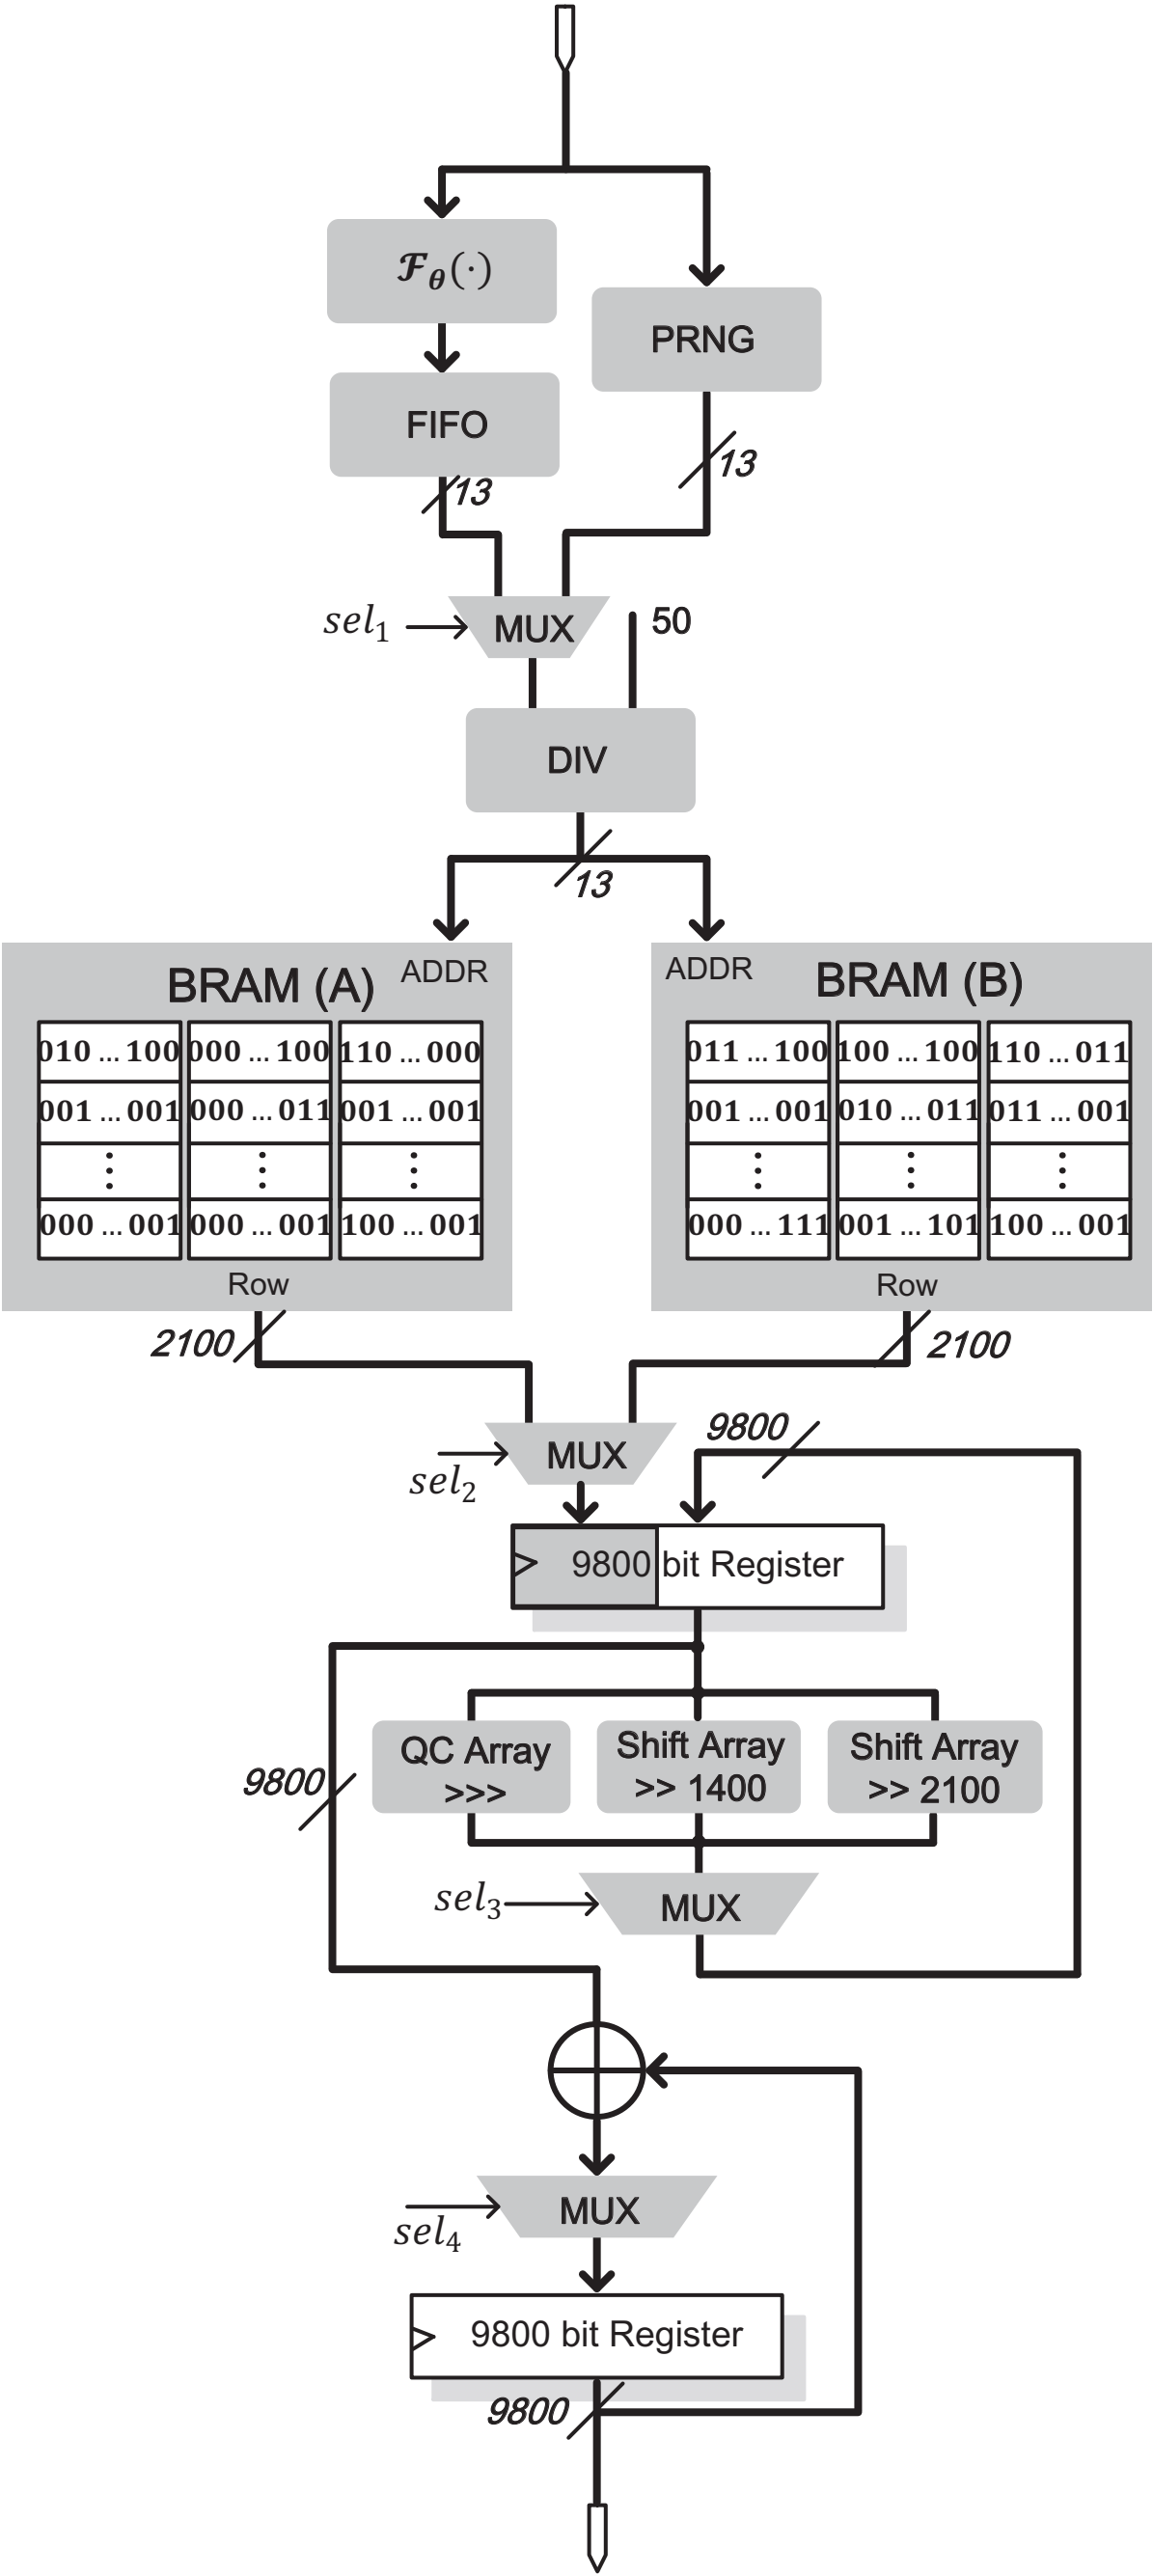 𝓕θ(·)
PRNG
FIFO
13
13
sel1
MUX
50
DIV
13
BRAM (A)
ADDR
010 ... 100 000 ... 100 110 ... 000
001 ... 001 000 ... 011 001 ... 001
⋮ ⋮ ⋮
000 ... 001 000 ... 001 100 ... 001
Row
ADDR
BRAM (B)
011 ... 100 100 ... 100 110 ... 011
001 ... 001 010 ... 011 011 ... 001
⋮ ⋮ ⋮
000 ... 111 001 ... 101 100 ... 001
Row
2100
2100
sel2
MUX
9800
9800 bit Register
QC Array
>>>
Shift Array
>> 1400
Shift Array
>> 2100
9800
sel3
MUX
sel4
MUX
9800 bit Register
9800